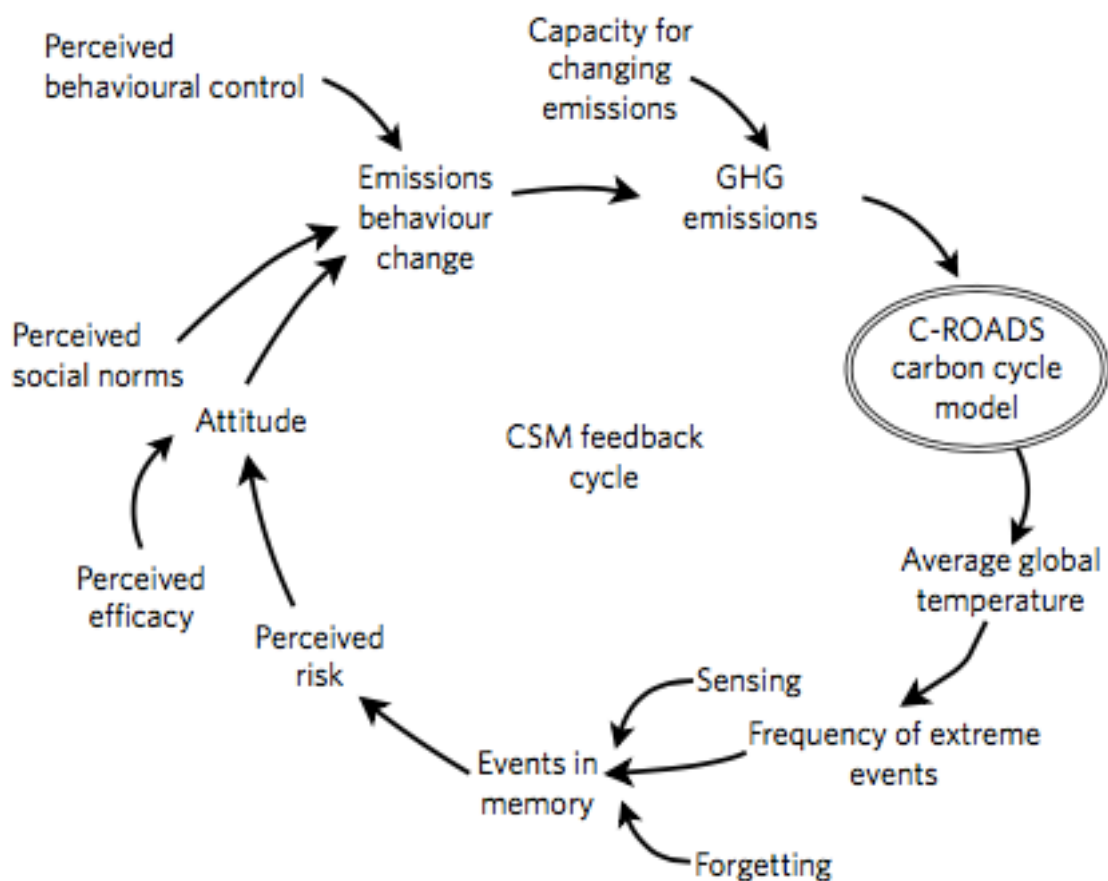 Perceived
behavioural control
Capacity for
changing
emissions
Emissions
behaviour
change
GHG
emissions
C-ROADS
carbon cycle
model
Perceived
social norms
Attitude
CSM feedback
cycle
Average global
temperature
Perceived
efficacy
Perceived
risk
Sensing
Frequency of extreme
events
Events in
memory
Forgetting